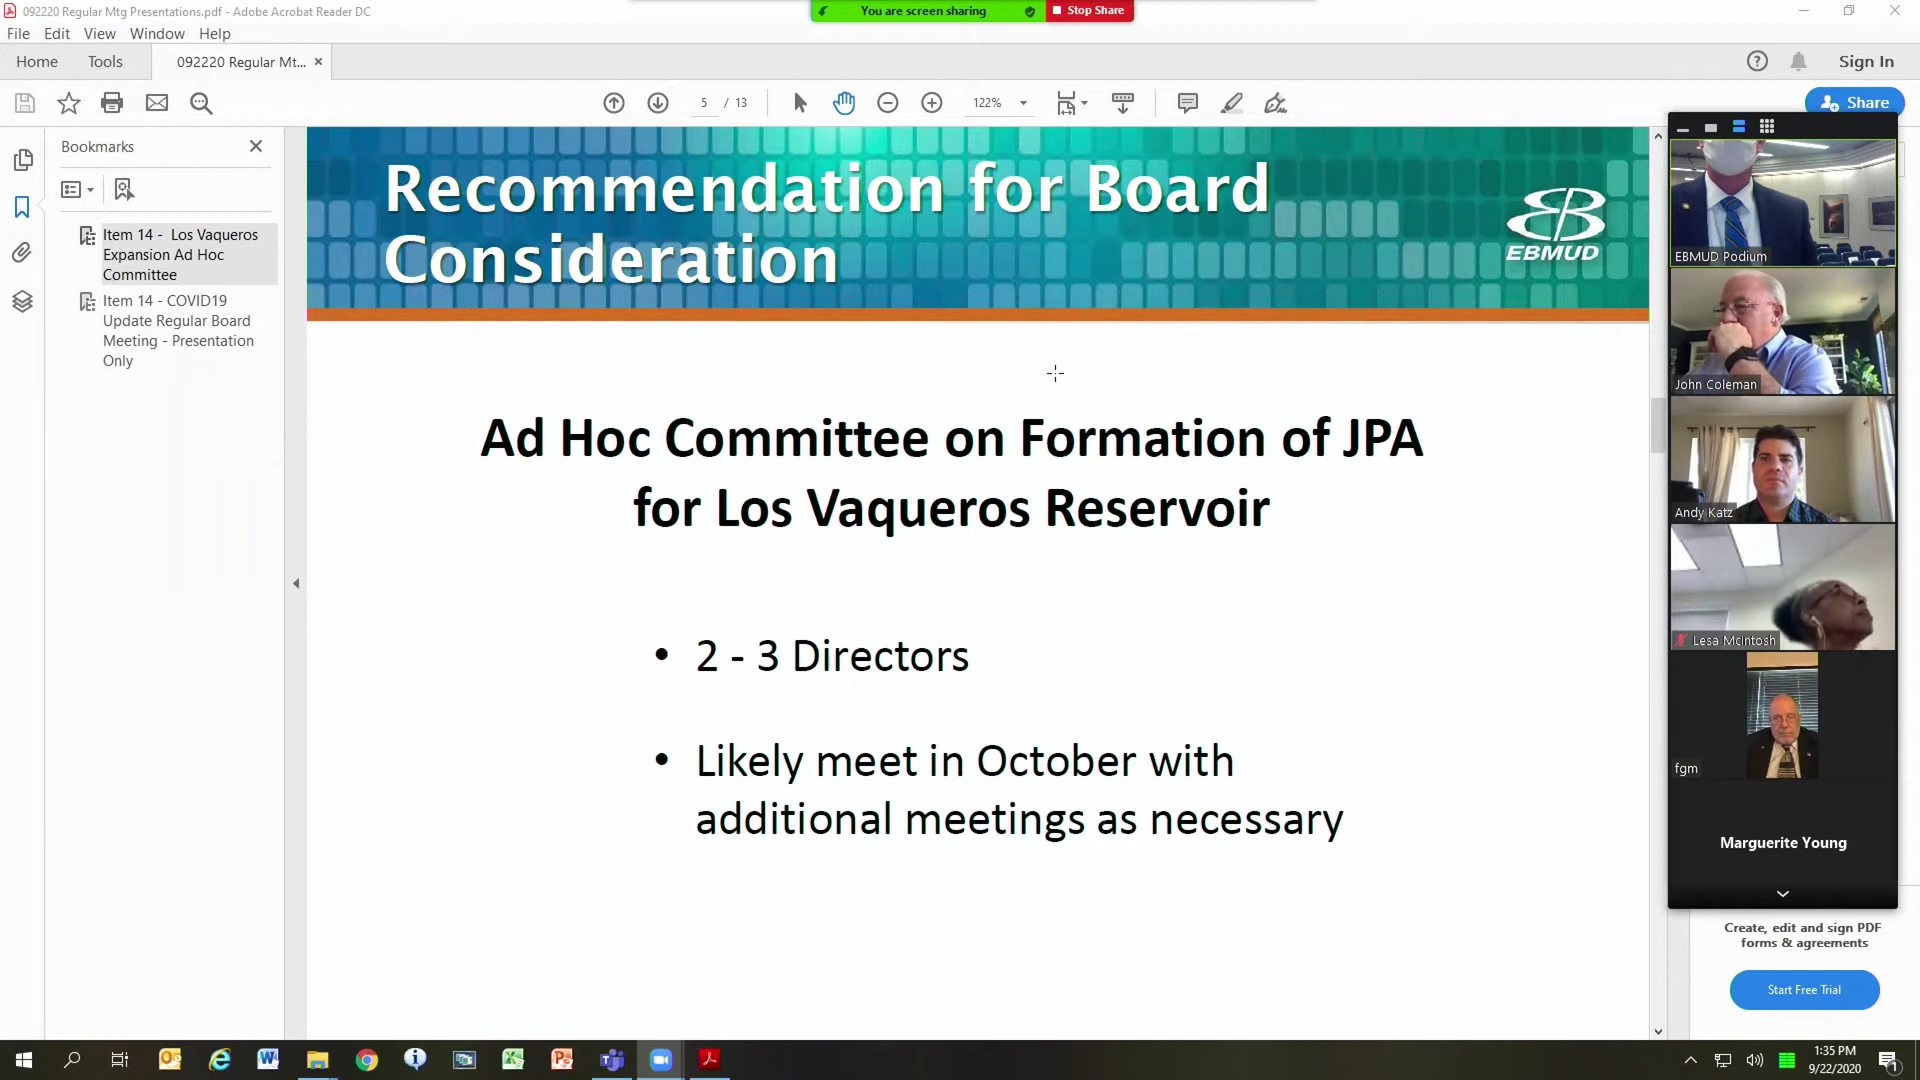 092220 Regular Mtg Presentations.pdf - Adobe Acrobat Reader DC
You are screen sharing
Stop Share
File Edit View Window Help
Home Tools 092220 Regular Mt...
Sign In
5 / 13
122%
Share
Bookmarks
Item 14 - Los Vaqueros
Expansion Ad Hoc
Committee
Item 14 - COVID19
Update Regular Board
Meeting - Presentation
Only
Recommendation for Board
Consideration
EBMUD
Ad Hoc Committee on Formation of JPA
for Los Vaqueros Reservoir
• 2 - 3 Directors
• Likely meet in October with
additional meetings as necessary
EBMUD Podium
John Coleman
Andy Katz
Lesa McIntosh
fgm
Marguerite Young
Create, edit and sign PDF
forms & agreements
Start Free Trial
1:35 PM
9/22/2020